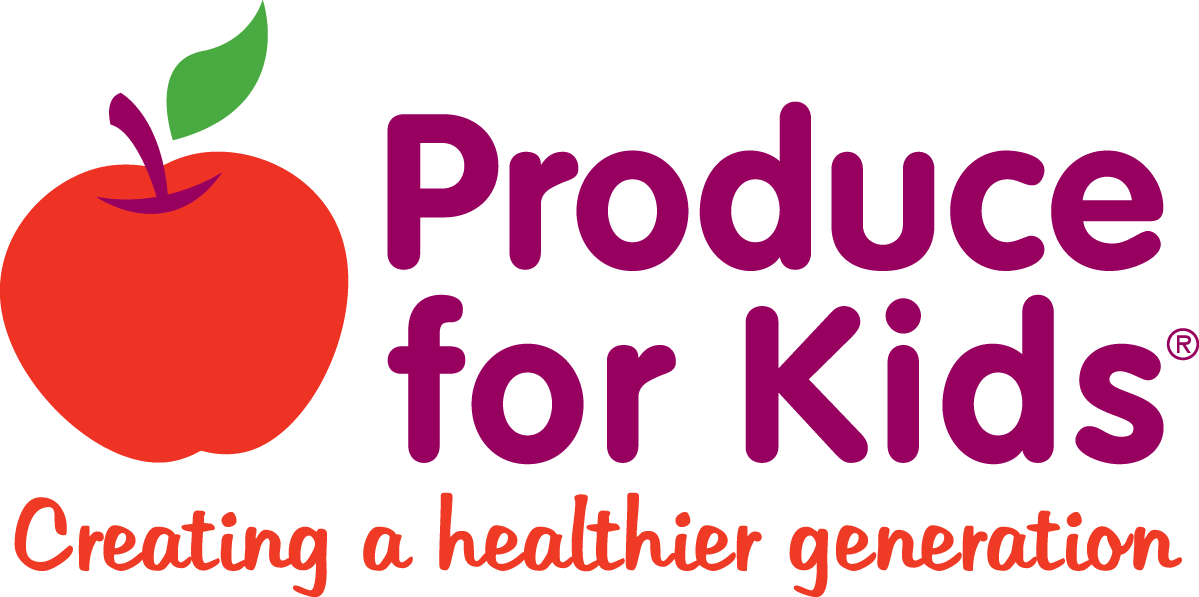 Produce
for Kids®
Creating a healthier generation